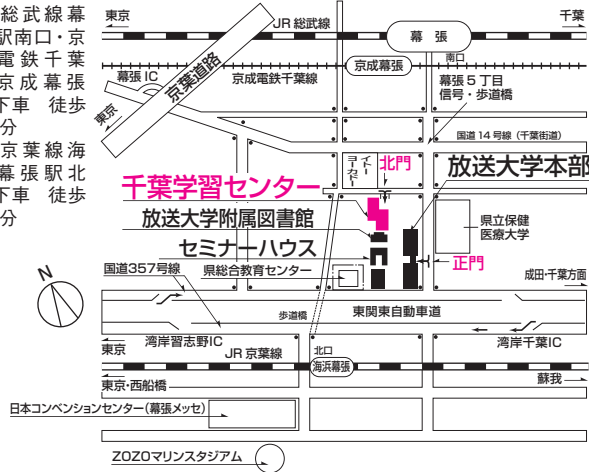 総武線幕
駅南口・京
電鉄千葉
京成幕張
下車 徒歩
分
京葉線海
幕張駅北
下車 徒歩
分
東京
JR 総武線
幕 張
千葉
南口
幕張 IC
京葉道路
京成電鉄千葉線
京成幕張
幕張 5 丁目
信号・歩道橋
東京
国道 14 号線（千葉街道）
イトーヨーカドー
北門
放送大学本部
千葉学習センター
放送大学附属図書館
県立保健
医療大学
セミナーハウス
正門
国道357号線
県総合教育センター
成田・千葉方面
N
歩道橋
東関東自動車道
東京
湾岸習志野IC
湾岸千葉IC
JR 京葉線
北口
海浜幕張
東京・西船橋
蘇我
日本コンベンションセンター（幕張メッセ）
ZOZOマリンスタジアム